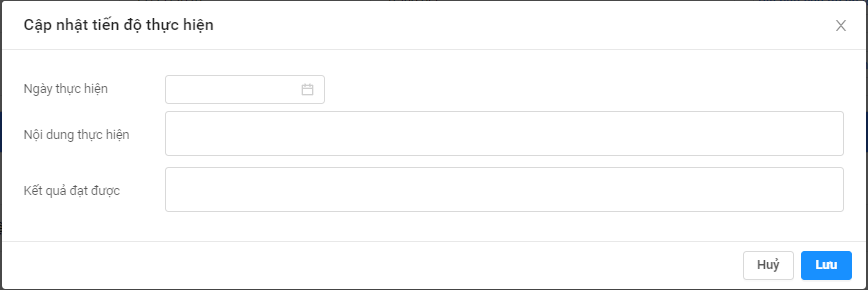 Cập nhật tiến độ thực hiện
Ngày thực hiện
Nội dung thực hiện
Kết quả đạt được
Huỷ Lưu